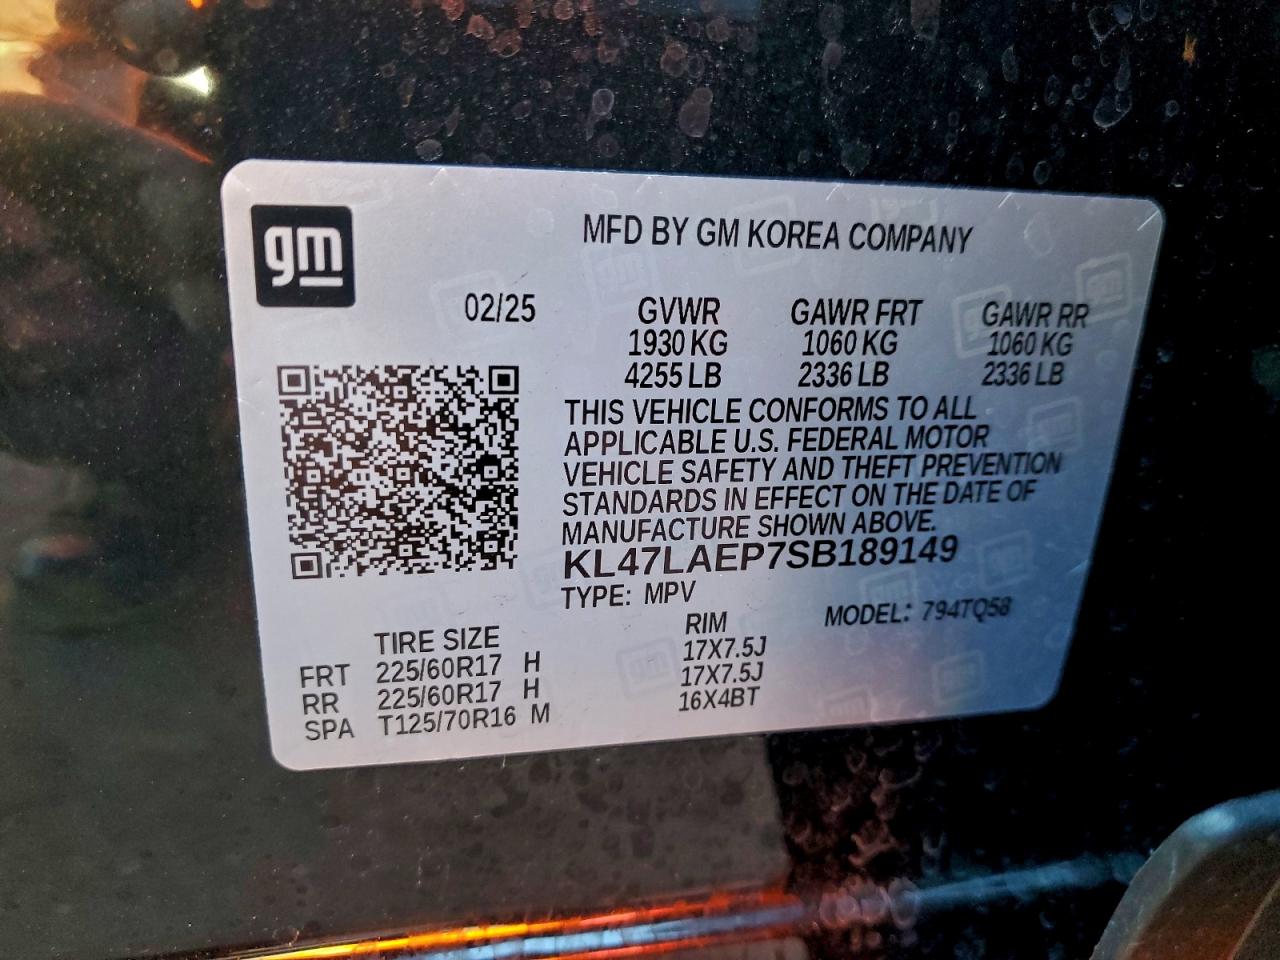 gm
MFD BY GM KOREA COMPANY
02/25
GVWR GAWR FRT GAWR RR
1930 KG 1060 KG 1060 KG
4255 LB 2336 LB 2336 LB
THIS VEHICLE CONFORMS TO ALL
APPLICABLE U.S. FEDERAL MOTOR
VEHICLE SAFETY AND THEFT PREVENTION
STANDARDS IN EFFECT ON THE DATE OF
MANUFACTURE SHOWN ABOVE.
KL47LAEP7SB189149
TYPE: MPV
MODEL: 794TQ58
TIRE SIZE RIM
FRT 225/60R17 H 17X7.5J
RR 225/60R17 H 17X7.5J
SPA T125/70R16 M 16X4BT